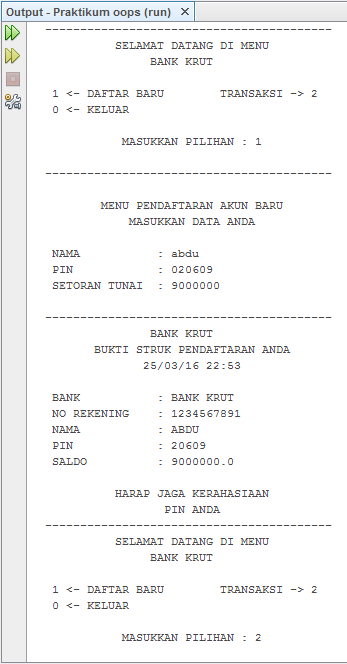 Output - Praktikum oops (run) ×
-----------------------------------------
SELAMAT DATANG DI MENU
BANK KRUT
1 <- DAFTAR BARU        TRANSAKSI -> 2
0 <- KELUAR
MASUKKAN PILIHAN : 1
-----------------------------------------
MENU PENDAFTARAN AKUN BARU
MASUKKAN DATA ANDA
NAMA           : abdu
PIN            : 020609
SETORAN TUNAI  : 9000000
-----------------------------------------
BANK KRUT
BUKTI STRUK PENDAFTARAN ANDA
25/03/16 22:53
BANK           : BANK KRUT
NO REKENING    : 1234567891
NAMA           : ABDU
PIN            : 20609
SALDO          : 9000000.0
HARAP JAGA KERAHASIAAN
PIN ANDA
-----------------------------------------
SELAMAT DATANG DI MENU
BANK KRUT
1 <- DAFTAR BARU        TRANSAKSI -> 2
0 <- KELUAR
MASUKKAN PILIHAN : 2